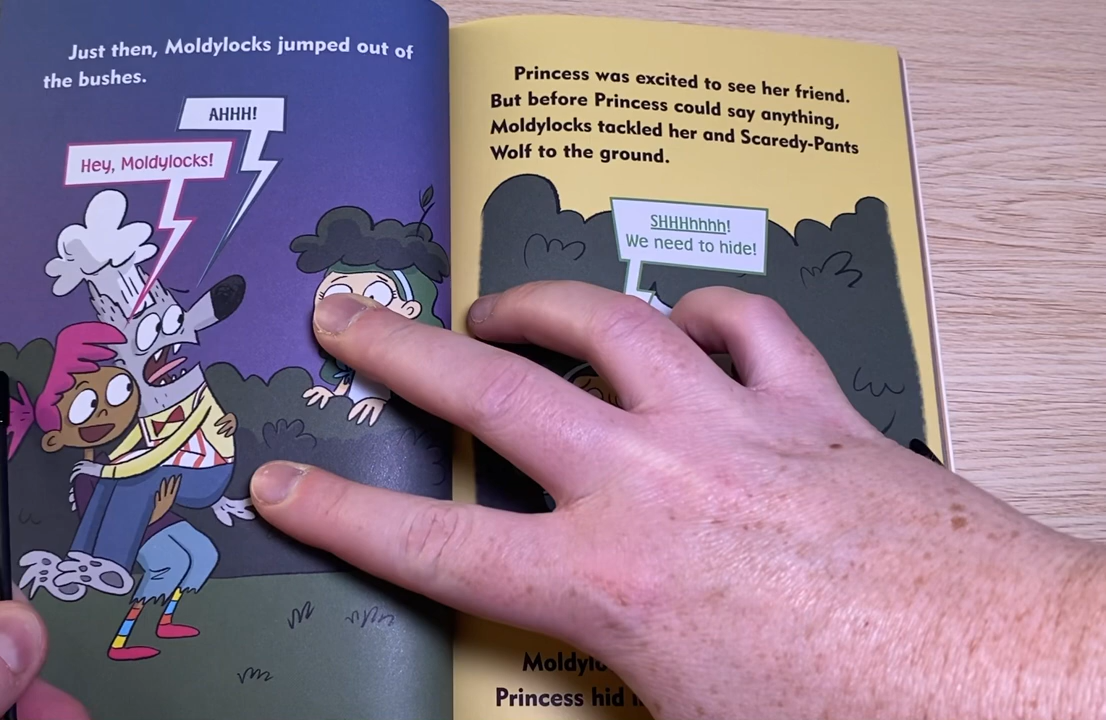 Just then, Moldylocks jumped out of
the bushes.
AHHH!
Hey, Moldylocks!
Princess was excited to see her friend.
But before Princess could say anything,
Moldylocks tackled her and Scaredy-Pants
Wolf to the ground.
SHHHhhhh!
We need to hide!
Princess hid